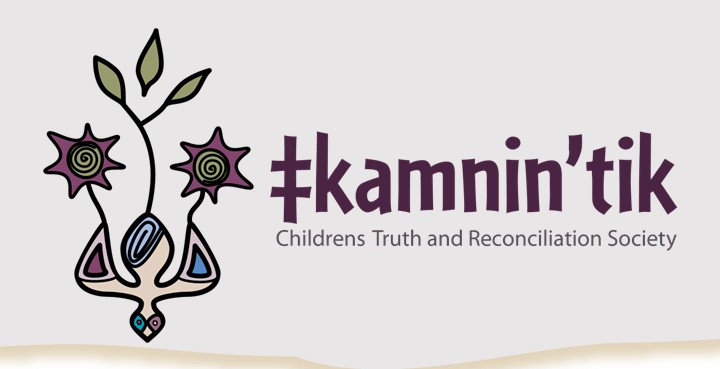 ǂkamnin'tik
Childrens Truth and Reconciliation Society